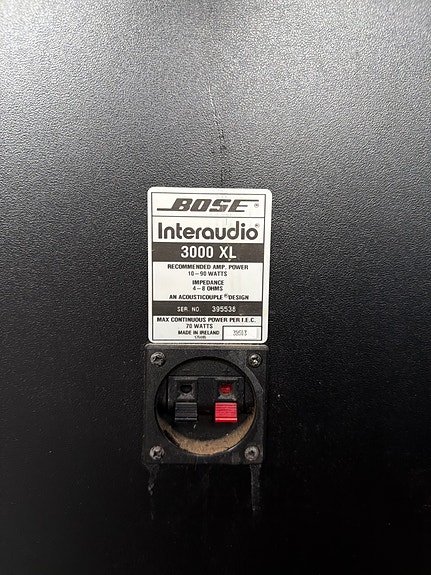 BOSE®
Interaudio®
3000 XL
RECOMMENDED AMP. POWER
10-90 WATTS
IMPEDANCE
4-8 OHMS
AN ACOUSTICOUPLE® DESIGN
SER. NO. 395538
MAX CONTINUOUS POWER PER I.E.C.
70 WATTS
MADE IN IRELAND